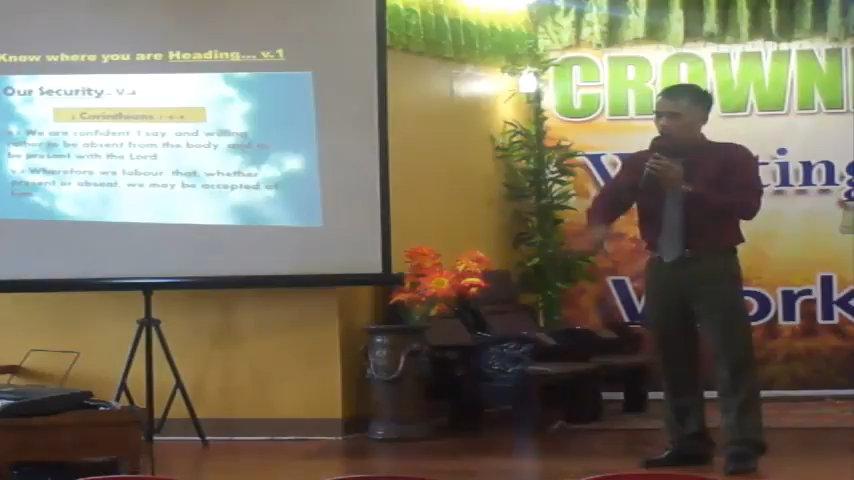 Know where you are Heading... v.1
Our Security.. v.
Corinthians
We are confident I say and willing
rather to be absent from the body and to
be present with the Lord
Wherefore we labour that, whether
present or absent, we may be accepted of
CROWN
ting
W ork